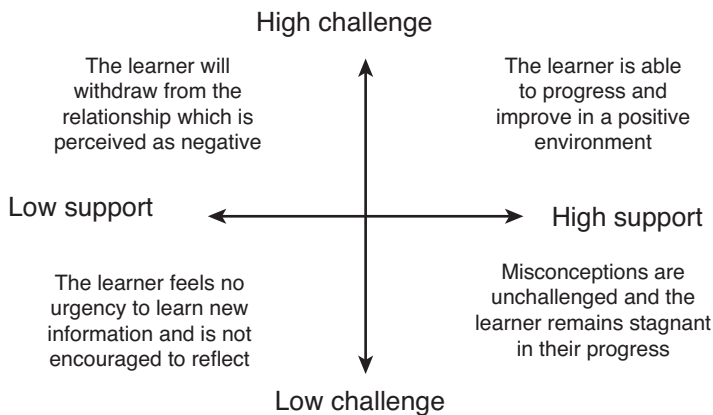 High challenge
The learner will
withdraw from the
relationship which is
perceived as negative
The learner is able
to progress and
improve in a positive
environment
Low support
High support
The learner feels no
urgency to learn new
information and is not
encouraged to reflect
Misconceptions are
unchallenged and the
learner remains stagnant
in their progress
Low challenge